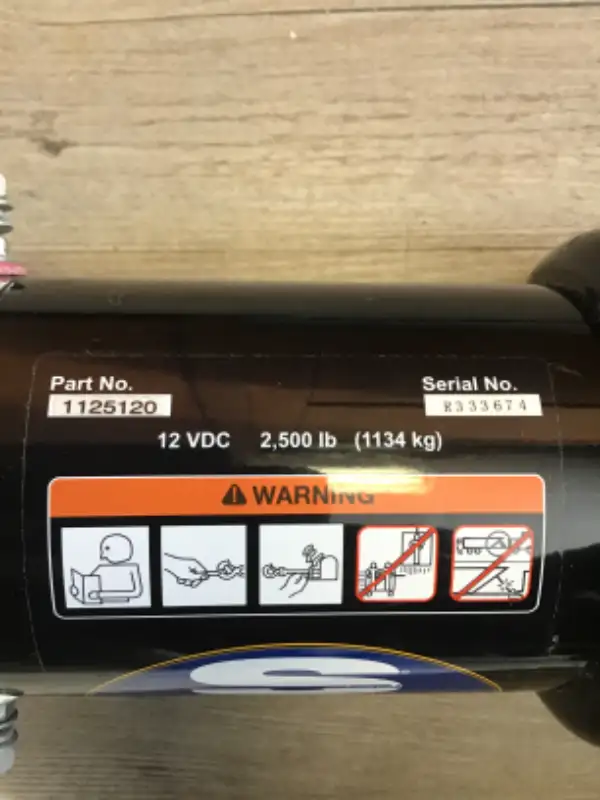 Part No.
Serial No.
1125120
R333674
12 VDC 2,500 lb (1134 kg)
WARNING
S